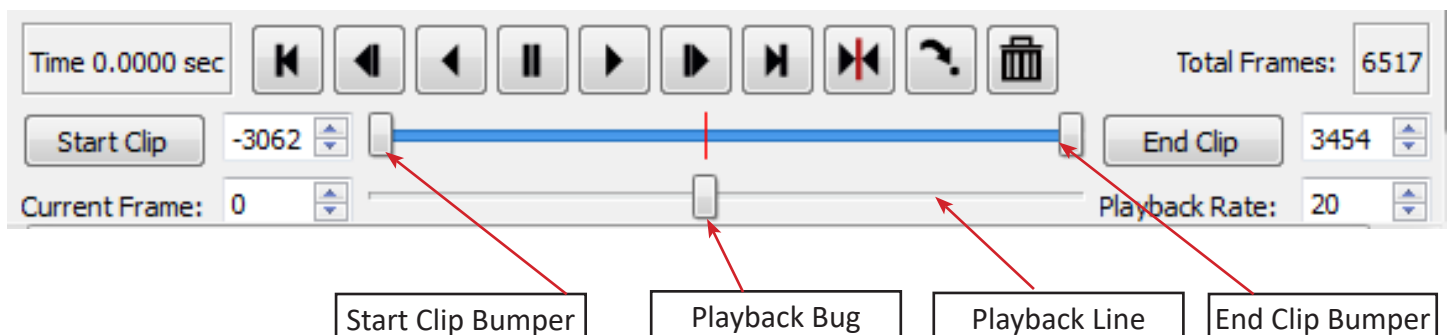 Time 0.0000 sec
Total Frames: 6517
Start Clip -3062
End Clip 3454
Current Frame: 0
Playback Rate: 20
Start Clip Bumper
Playback Bug
Playback Line
End Clip Bumper